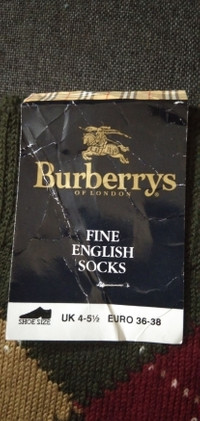 Burberrys
OF LONDON®
FINE
ENGLISH
SOCKS
SHOE SIZE UK 4-5½ EURO 36-38